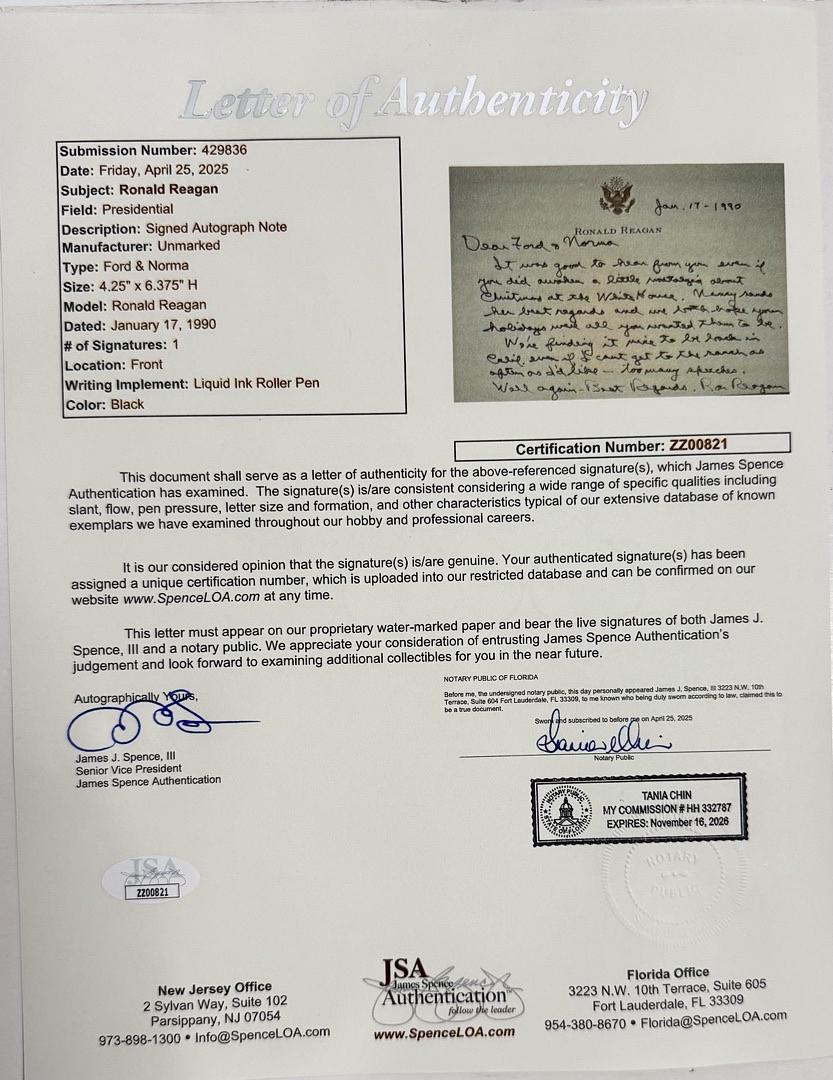 Letter of Authenticity
Submission Number: 429836
Date: Friday, April 25, 2025
Subject: Ronald Reagan
Field: Presidential
Description: Signed Autograph Note
Manufacturer: Unmarked
Type: Ford & Norma
Size: 4.25" x 6.375" H
Model: Ronald Reagan
Dated: January 17, 1990
# of Signatures: 1
Location: Front
Writing Implement: Liquid Ink Roller Pen
Color: Black
Jan. 17-1990
RONALD REAGAN
Dear Ford & Norma
It was good to hear from you even if
you did awaken a little nostalgia about
Christmas at the White House. Nancy sends
her best regards and we both hope your
holidays were all you wanted them to be.
We're finding it nice to be back in
Calif. even if I can't get to the ranch as
often as I'd like – too many speeches.
Well again – Best Regards, Ron Reagan
Certification Number: ZZ00821
This document shall serve as a letter of authenticity for the above-referenced signature(s), which James Spence
Authentication has examined. The signature(s) is/are consistent considering a wide range of specific qualities including
slant, flow, pen pressure, letter size and formation, and other characteristics typical of our extensive database of known
exemplars we have examined throughout our hobby and professional careers.
It is our considered opinion that the signature(s) is/are genuine. Your authenticated signature(s) has been
assigned a unique certification number, which is uploaded into our restricted database and can be confirmed on our
website www.SpenceLOA.com at any time.
This letter must appear on our proprietary water-marked paper and bear the live signatures of both James J.
Spence, III and a notary public. We appreciate your consideration of entrusting James Spence Authentication's
judgement and look forward to examining additional collectibles for you in the near future.
Autographically Yours,
James J. Spence, III
Senior Vice President
James Spence Authentication
NOTARY PUBLIC OF FLORIDA
Before me, the undersigned notary public, this day personally appeared James J. Spence, III 3223 N.W. 10th
Terrace, Suite 604 Fort Lauderdale, FL 33309, to me known who being duly sworn according to law, claimed this to
be a true document.
Sworn and subscribed to before me on April 25, 2025
Notary Public
NOTARY PUBLIC
STATE OF FLORIDA
TANIA CHIN
MY COMMISSION # HH 332787
EXPIRES: November 16, 2026
NOTARY
PUBLIC
JSA
ZZ00821
New Jersey Office
2 Sylvan Way, Suite 102
Parsippany, NJ 07054
973-898-1300 • Info@SpenceLOA.com
JSA
James Spence
Authentication
follow the leader
www.SpenceLOA.com
Florida Office
3223 N.W. 10th Terrace, Suite 605
Fort Lauderdale, FL 33309
954-380-8670 • Florida@SpenceLOA.com